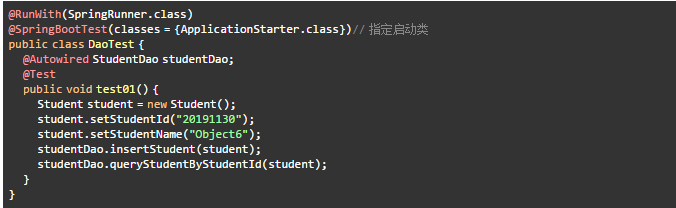 @RunWith(SpringRunner.class)
@SpringBootTest(classes = {ApplicationStarter.class})// 指定启动类
public class DaoTest {
  @Autowired StudentDao studentDao;
  @Test
  public void test01() {
    Student student = new Student();
    student.setStudentId("20191130");
    student.setStudentName("Object6");
    studentDao.insertStudent(student);
    studentDao.queryStudentByStudentId(student);
  }
}